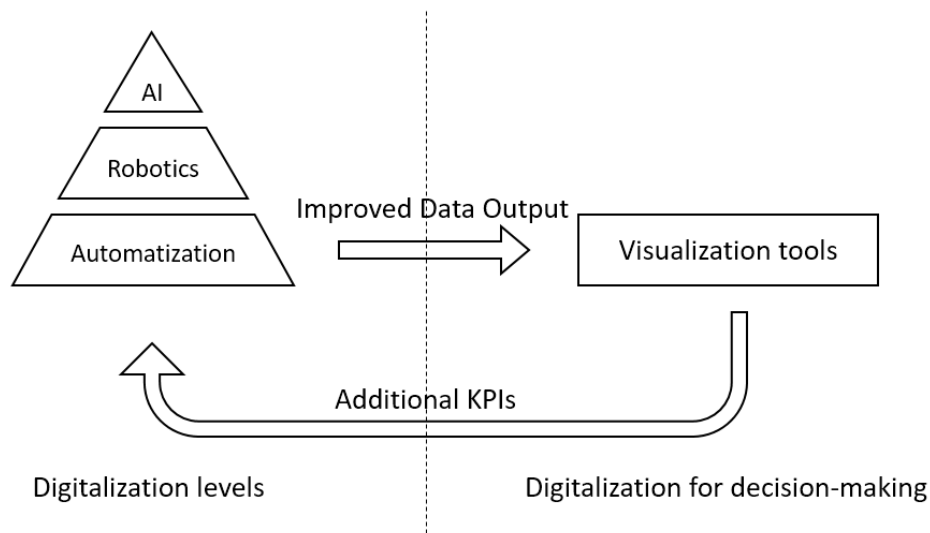 AI
Robotics
Automatization
Improved Data Output
Visualization tools
Additional KPIs
Digitalization levels
Digitalization for decision-making